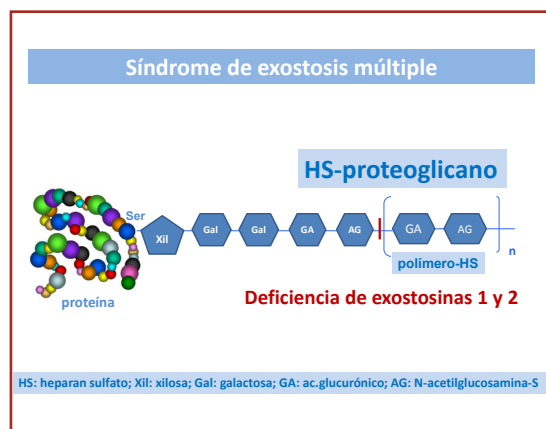 Síndrome de exostosis múltiple
HS-proteoglicano
Ser
Xil
Gal
Gal
GA
AG
GA
AG
n
polímero-HS
proteína
Deficiencia de exostosinas 1 y 2
HS: heparan sulfato; Xil: xilosa; Gal: galactosa; GA: ac.glucurónico; AG: N-acetilglucosamina-S